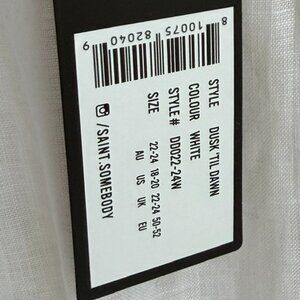 STYLE DUSK 'TIL DAWN
COLOUR WHITE
STYLE# DD022-24W
SIZE 22-24 18-20 22-24 50-52
AU US UK EU
/SAINT.SOMEBODY
8 10075 82040 9